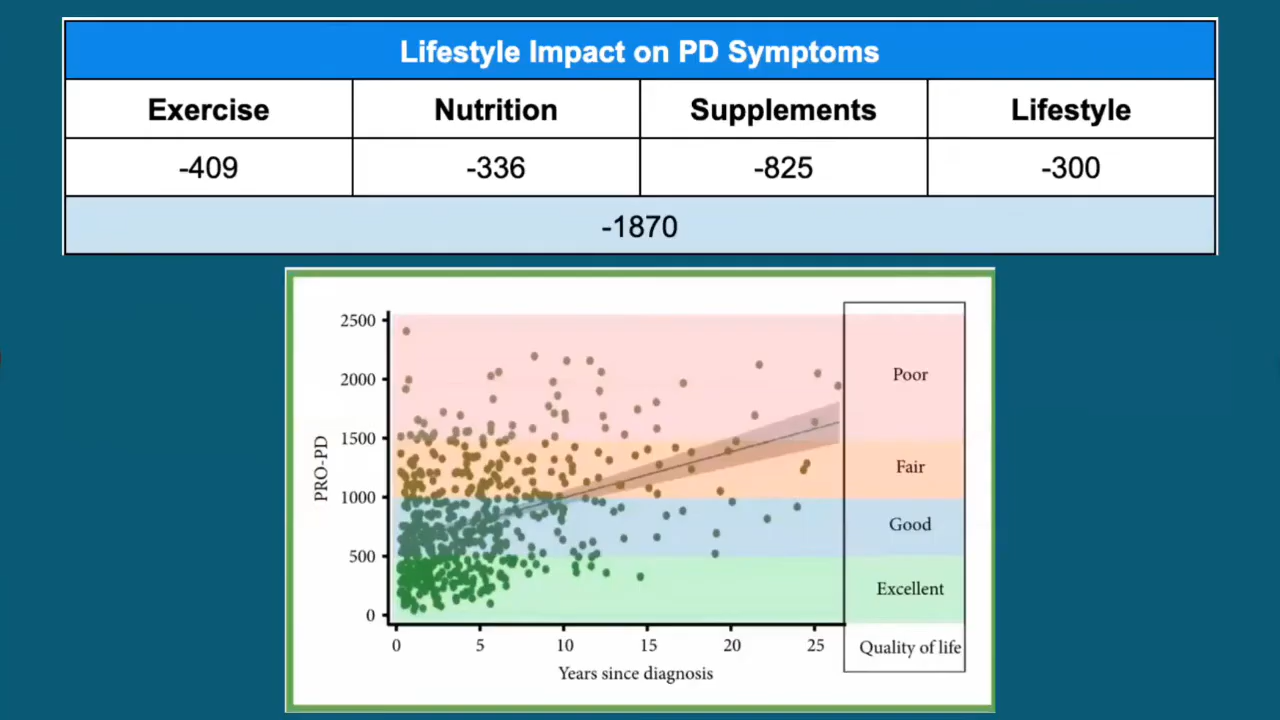 Lifestyle Impact on PD Symptoms
Exercise Nutrition Supplements Lifestyle
-409 -336 -825 -300
-1870
2500
2000
1500
1000
500
0
PRO-PD
0 5 10 15 20 25
Years since diagnosis
Poor
Fair
Good
Excellent
Quality of life